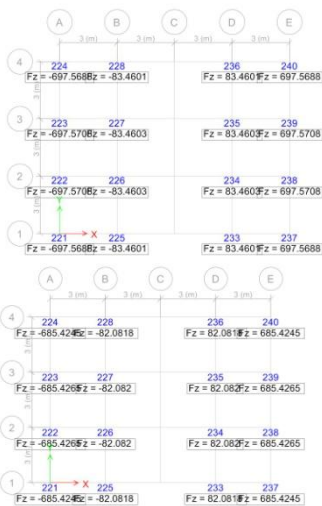 A B C D E
3 (m) 3 (m) 3 (m) 3 (m)
4 224 228 236 240
Fz = -697.5688 Fz = -83.4601 Fz = 83.4601 Fz = 697.5688
3 (m)
3 223 227 235 239
Fz = -697.5708 Fz = -83.4603 Fz = 83.4603 Fz = 697.5708
3 (m)
2 222 226 234 238
Fz = -697.5708 Fz = -83.4603 Fz = 83.4603 Fz = 697.5708
Y
3 (m)
1 X
221 225 233 237
Fz = -697.5688 Fz = -83.4601 Fz = 83.4601 Fz = 697.5688
A B C D E
3 (m) 3 (m) 3 (m) 3 (m)
4 224 228 236 240
Fz = -685.4245 Fz = -82.0818 Fz = 82.0818 Fz = 685.4245
3 (m)
3 223 227 235 239
Fz = -685.4265 Fz = -82.082 Fz = 82.082 Fz = 685.4265
3 (m)
2 222 226 234 238
Fz = -685.4265 Fz = -82.082 Fz = 82.082 Fz = 685.4265
3 (m)
1 X
221 225 233 237
Fz = -685.4245 Fz = -82.0818 Fz = 82.0818 Fz = 685.4245